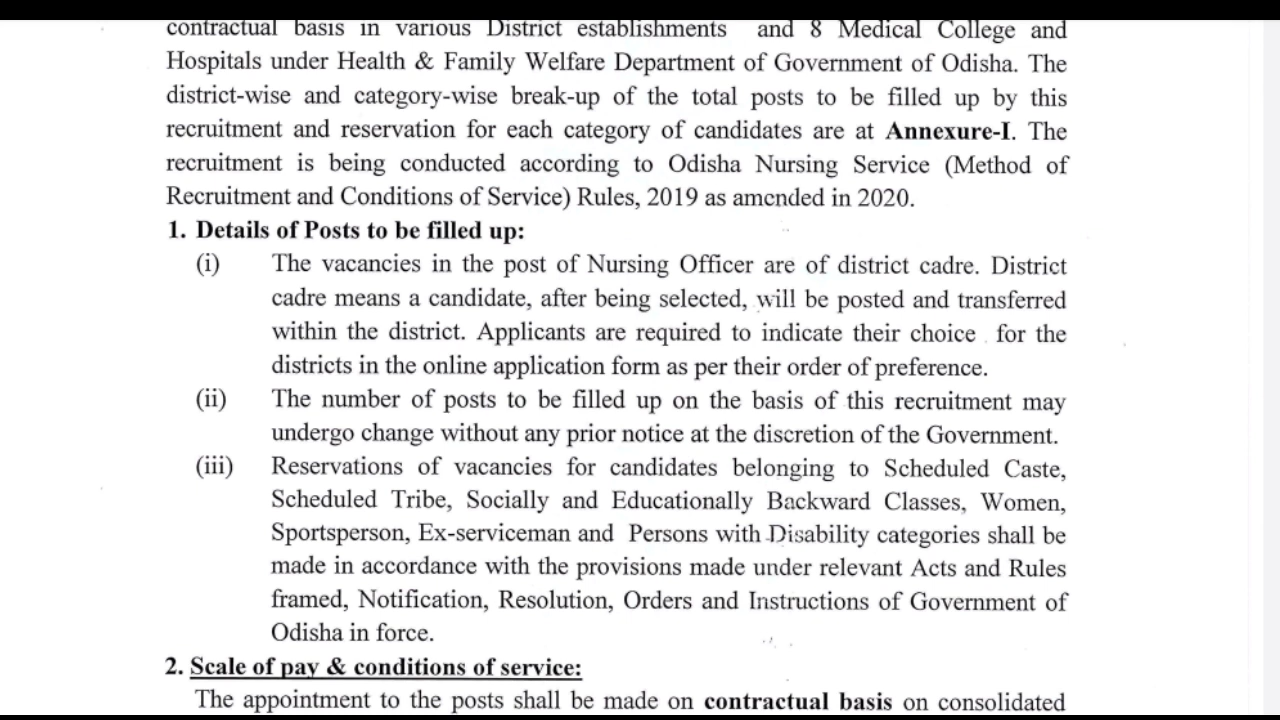 contractual basis in various District establishments and 8 Medical College and
Hospitals under Health & Family Welfare Department of Government of Odisha. The
district-wise and category-wise break-up of the total posts to be filled up by this
recruitment and reservation for each category of candidates are at Annexure-I. The
recruitment is being conducted according to Odisha Nursing Service (Method of
Recruitment and Conditions of Service) Rules, 2019 as amended in 2020.
1. Details of Posts to be filled up:
(i) The vacancies in the post of Nursing Officer are of district cadre. District
cadre means a candidate, after being selected, will be posted and transferred
within the district. Applicants are required to indicate their choice for the
districts in the online application form as per their order of preference.
(ii) The number of posts to be filled up on the basis of this recruitment may
undergo change without any prior notice at the discretion of the Government.
(iii) Reservations of vacancies for candidates belonging to Scheduled Caste,
Scheduled Tribe, Socially and Educationally Backward Classes, Women,
Sportsperson, Ex-serviceman and Persons with Disability categories shall be
made in accordance with the provisions made under relevant Acts and Rules
framed, Notification, Resolution, Orders and Instructions of Government of
Odisha in force.
2. Scale of pay & conditions of service:
The appointment to the posts shall be made on contractual basis on consolidated